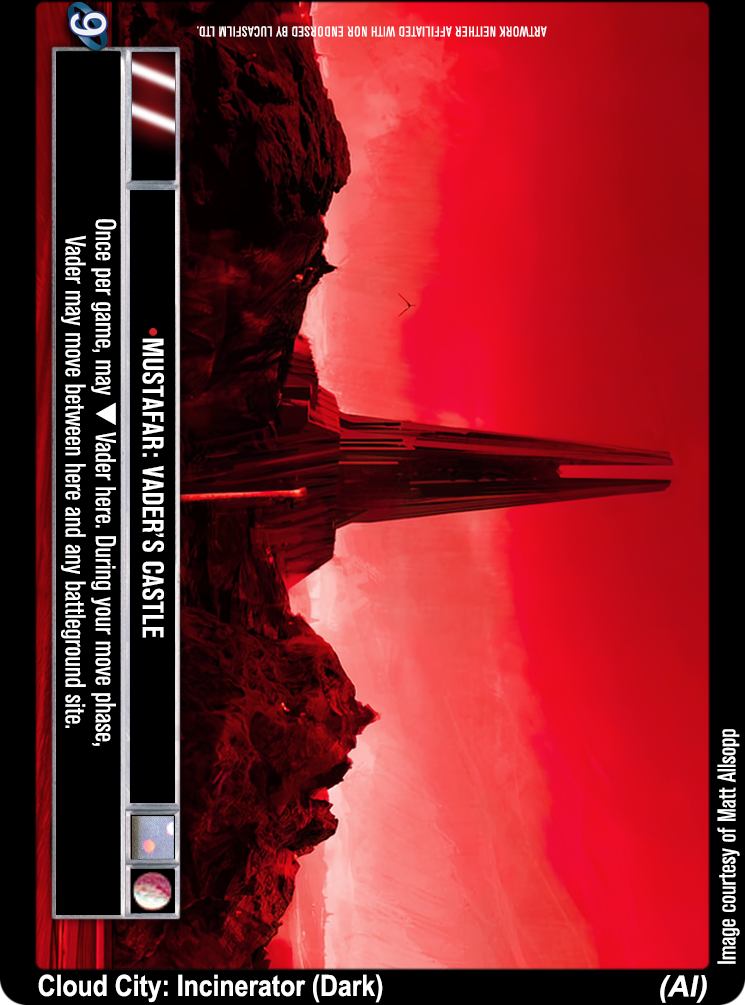 ARTWORK NEITHER AFFILIATED WITH NOR ENDORSED BY LUCASFILM LTD.
•MUSTAFAR: VADER'S CASTLE
Once per game, may ▼ Vader here. During your move phase,
Vader may move between here and any battleground site.
Image courtesy of Matt Allsopp
Cloud City: Incinerator (Dark)
(AI)